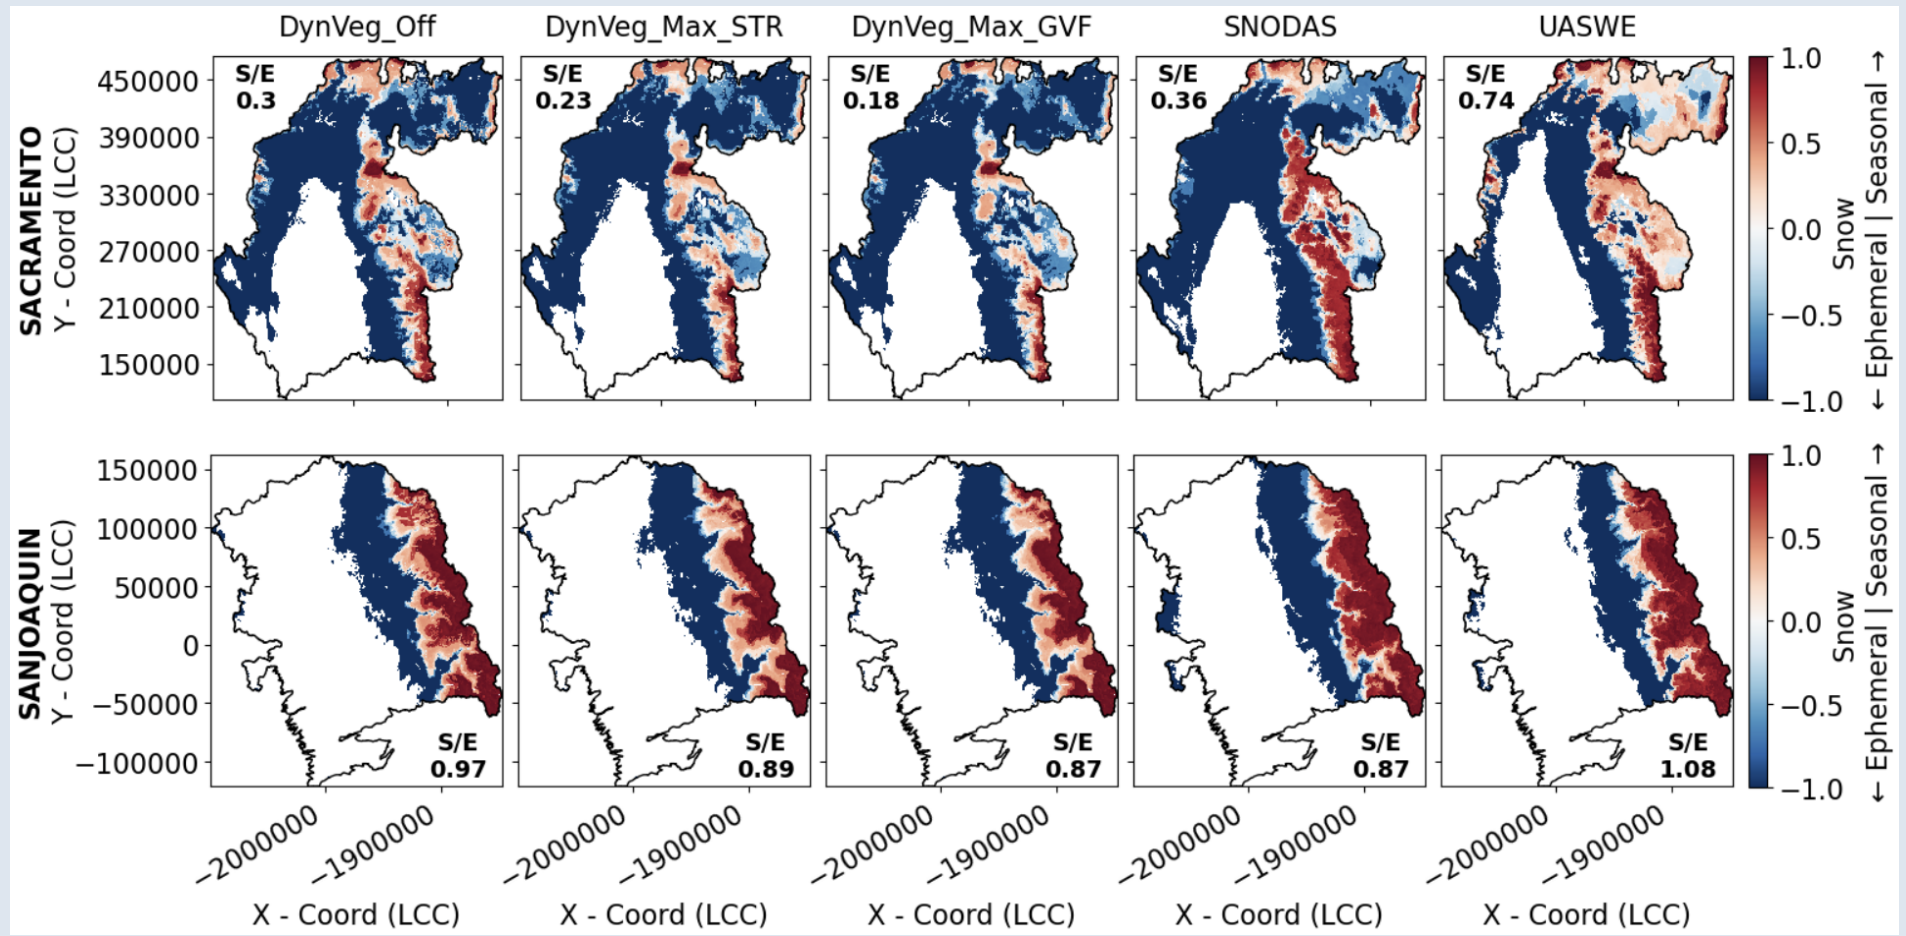 DynVeg_Off
DynVeg_Max_STR
DynVeg_Max_GVF
SNODAS
UASWE
SACRAMENTO
Y - Coord (LCC)
450000
390000
330000
270000
210000
150000
S/E
0.3
S/E
0.23
S/E
0.18
S/E
0.36
S/E
0.74
1.0
0.5
0.0
−0.5
−1.0
Snow
← Ephemeral | Seasonal →
SANJOAQUIN
Y - Coord (LCC)
150000
100000
50000
0
−50000
−100000
S/E
0.97
S/E
0.89
S/E
0.87
S/E
0.87
S/E
1.08
1.0
0.5
0.0
−0.5
−1.0
Snow
← Ephemeral | Seasonal →
−2000000
−1900000
−2000000
−1900000
−2000000
−1900000
−2000000
−1900000
−2000000
−1900000
X - Coord (LCC)
X - Coord (LCC)
X - Coord (LCC)
X - Coord (LCC)
X - Coord (LCC)